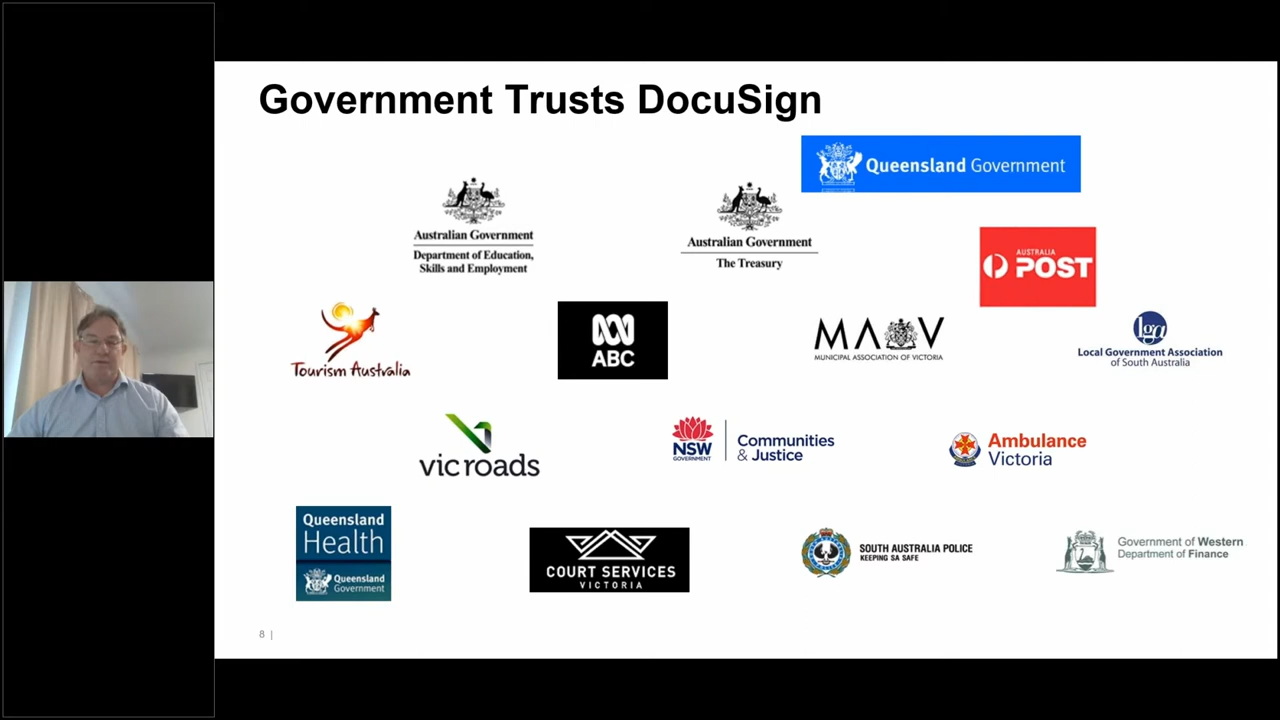 Government Trusts DocuSign
Queensland Government
Australian Government
Department of Education,
Skills and Employment
Australian Government
The Treasury
AUSTRALIA
POST
Tourism Australia
ABC
MAV
MUNICIPAL ASSOCIATION OF VICTORIA
lga
Local Government Association
of South Australia
vicroads
NSW
GOVERNMENT
Communities
& Justice
Ambulance
Victoria
Queensland
Health
Queensland
Government
COURT SERVICES
VICTORIA
SOUTH AUSTRALIA POLICE
KEEPING SA SAFE
Government of Western
Department of Finance
8 |